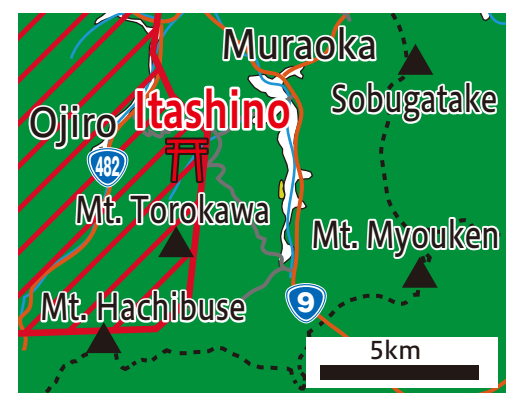 Muraoka
Sobugatake
Itashino
Ojiro
482
Mt. Torokawa
Mt. Myouken
Mt. Hachibuse
9
5km